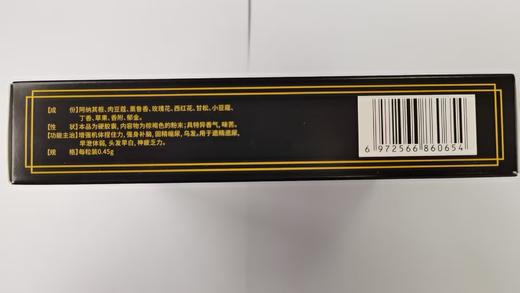 [成　份]阿纳其根、肉豆蔻、熏鲁香、玫瑰花、西红花、甘松、小豆蔻、
丁香、草果、香附、郁金。
[性　状]本品为硬胶囊，内容物为棕褐色的粉末；具特异香气，味苦。
[功能主治]增强机体捏住力，强身补脑，固精缩尿，乌发。用于遗精遗尿，
早泄体弱，头发早白，神疲乏力。
[规　格]每粒装0.45g
6 972566 860654